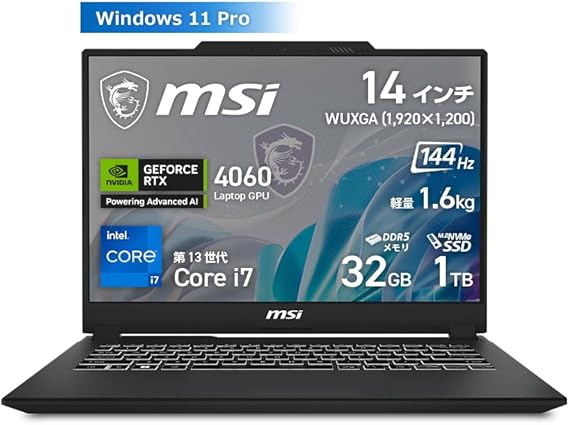 Windows 11 Pro
msi
14 インチ
WUXGA (1,920×1,200)
NVIDIA
GEFORCE
RTX
Powering Advanced AI
4060
Laptop GPU
144Hz
軽量 1.6kg
intel
CORE
i7
第 13 世代
Core i7
DDR5
メモリ
32GB
M.2NVMe
SSD
1TB
msi